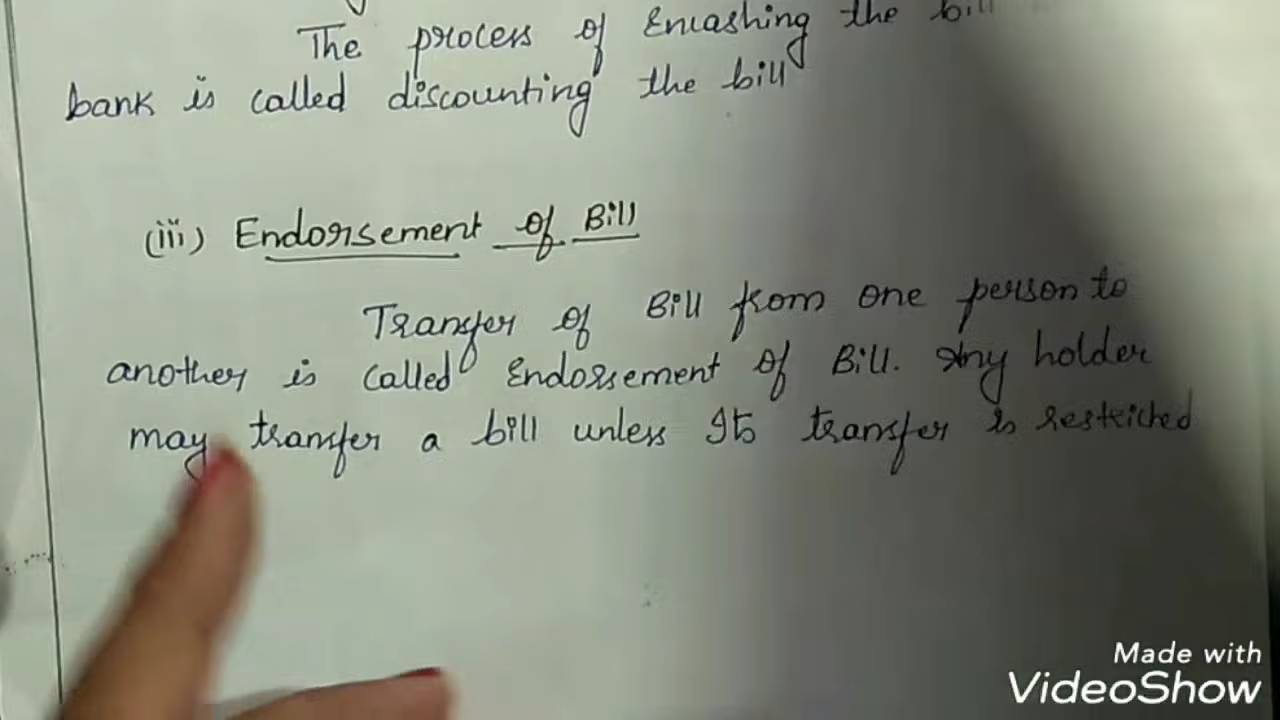 The process of Encashing the bill
bank is called discounting the bill
(iii) Endorsement of Bill
Transfer of Bill from one person to
another is called Endorsement of Bill. Any holder
may transfer a bill unless Its transfer is restricted
Made with
VideoShow